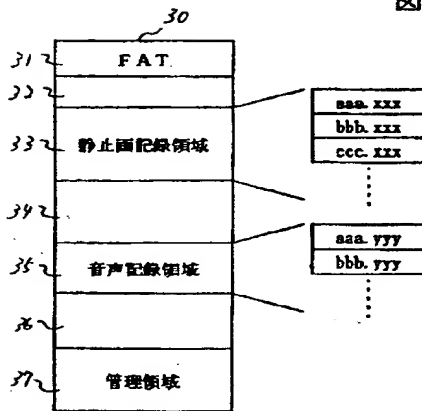 図
30
31 FAT
32
33 静止画記録領域
34
35 音声記録領域
36
37 管理領域
aaa.xxx
bbb.xxx
ccc.xxx
aaa.yyy
bbb.yyy